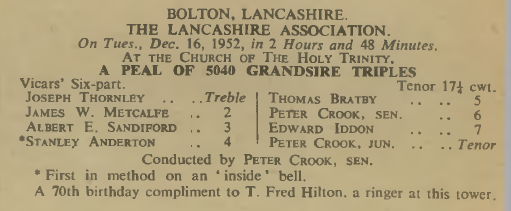 BOLTON, LANCASHIRE.
THE LANCASHIRE ASSOCIATION.
On Tues., Dec. 16, 1952, in 2 Hours and 48 Minutes,
AT THE CHURCH OF THE HOLY TRINITY,
A PEAL OF 5040 GRANDSIRE TRIPLES
Vicars' Six-part. Tenor 17¼ cwt.
JOSEPH THORNLEY .. .. Treble
JAMES W. METCALFE .. 2
ALBERT E. SANDIFORD .. 3
*STANLEY ANDERTON .. 4
THOMAS BRATBY .. .. 5
PETER CROOK, SEN. .. 6
EDWARD IDDON .. .. 7
PETER CROOK, JUN. .. .. Tenor
Conducted by PETER CROOK, SEN.
* First in method on an 'inside' bell.
A 70th birthday compliment to T. Fred Hilton, a ringer at this tower.